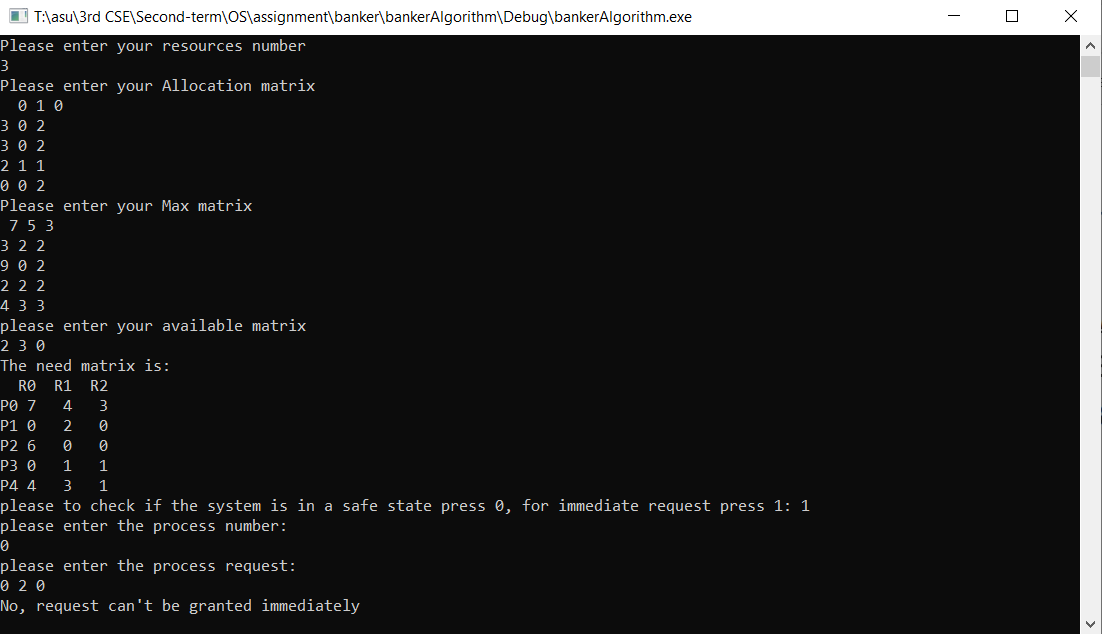 T:\asu\3rd CSE\Second-term\OS\assignment\banker\bankerAlgorithm\Debug\bankerAlgorithm.exe
Please enter your resources number
3
Please enter your Allocation matrix
  0 1 0
3 0 2
3 0 2
2 1 1
0 0 2
Please enter your Max matrix
 7 5 3
3 2 2
9 0 2
2 2 2
4 3 3
please enter your available matrix
2 3 0
The need matrix is:
  R0  R1  R2
P0 7   4   3
P1 0   2   0
P2 6   0   0
P3 0   1   1
P4 4   3   1
please to check if the system is in a safe state press 0, for immediate request press 1: 1
please enter the process number:
0
please enter the process request:
0 2 0
No, request can't be granted immediately